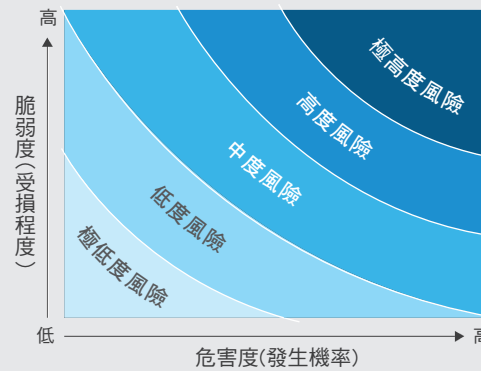 高
極高度風險
高度風險
中度風險
低度風險
極低度風險
脆弱度(受損程度)
低
高
危害度(發生機率)